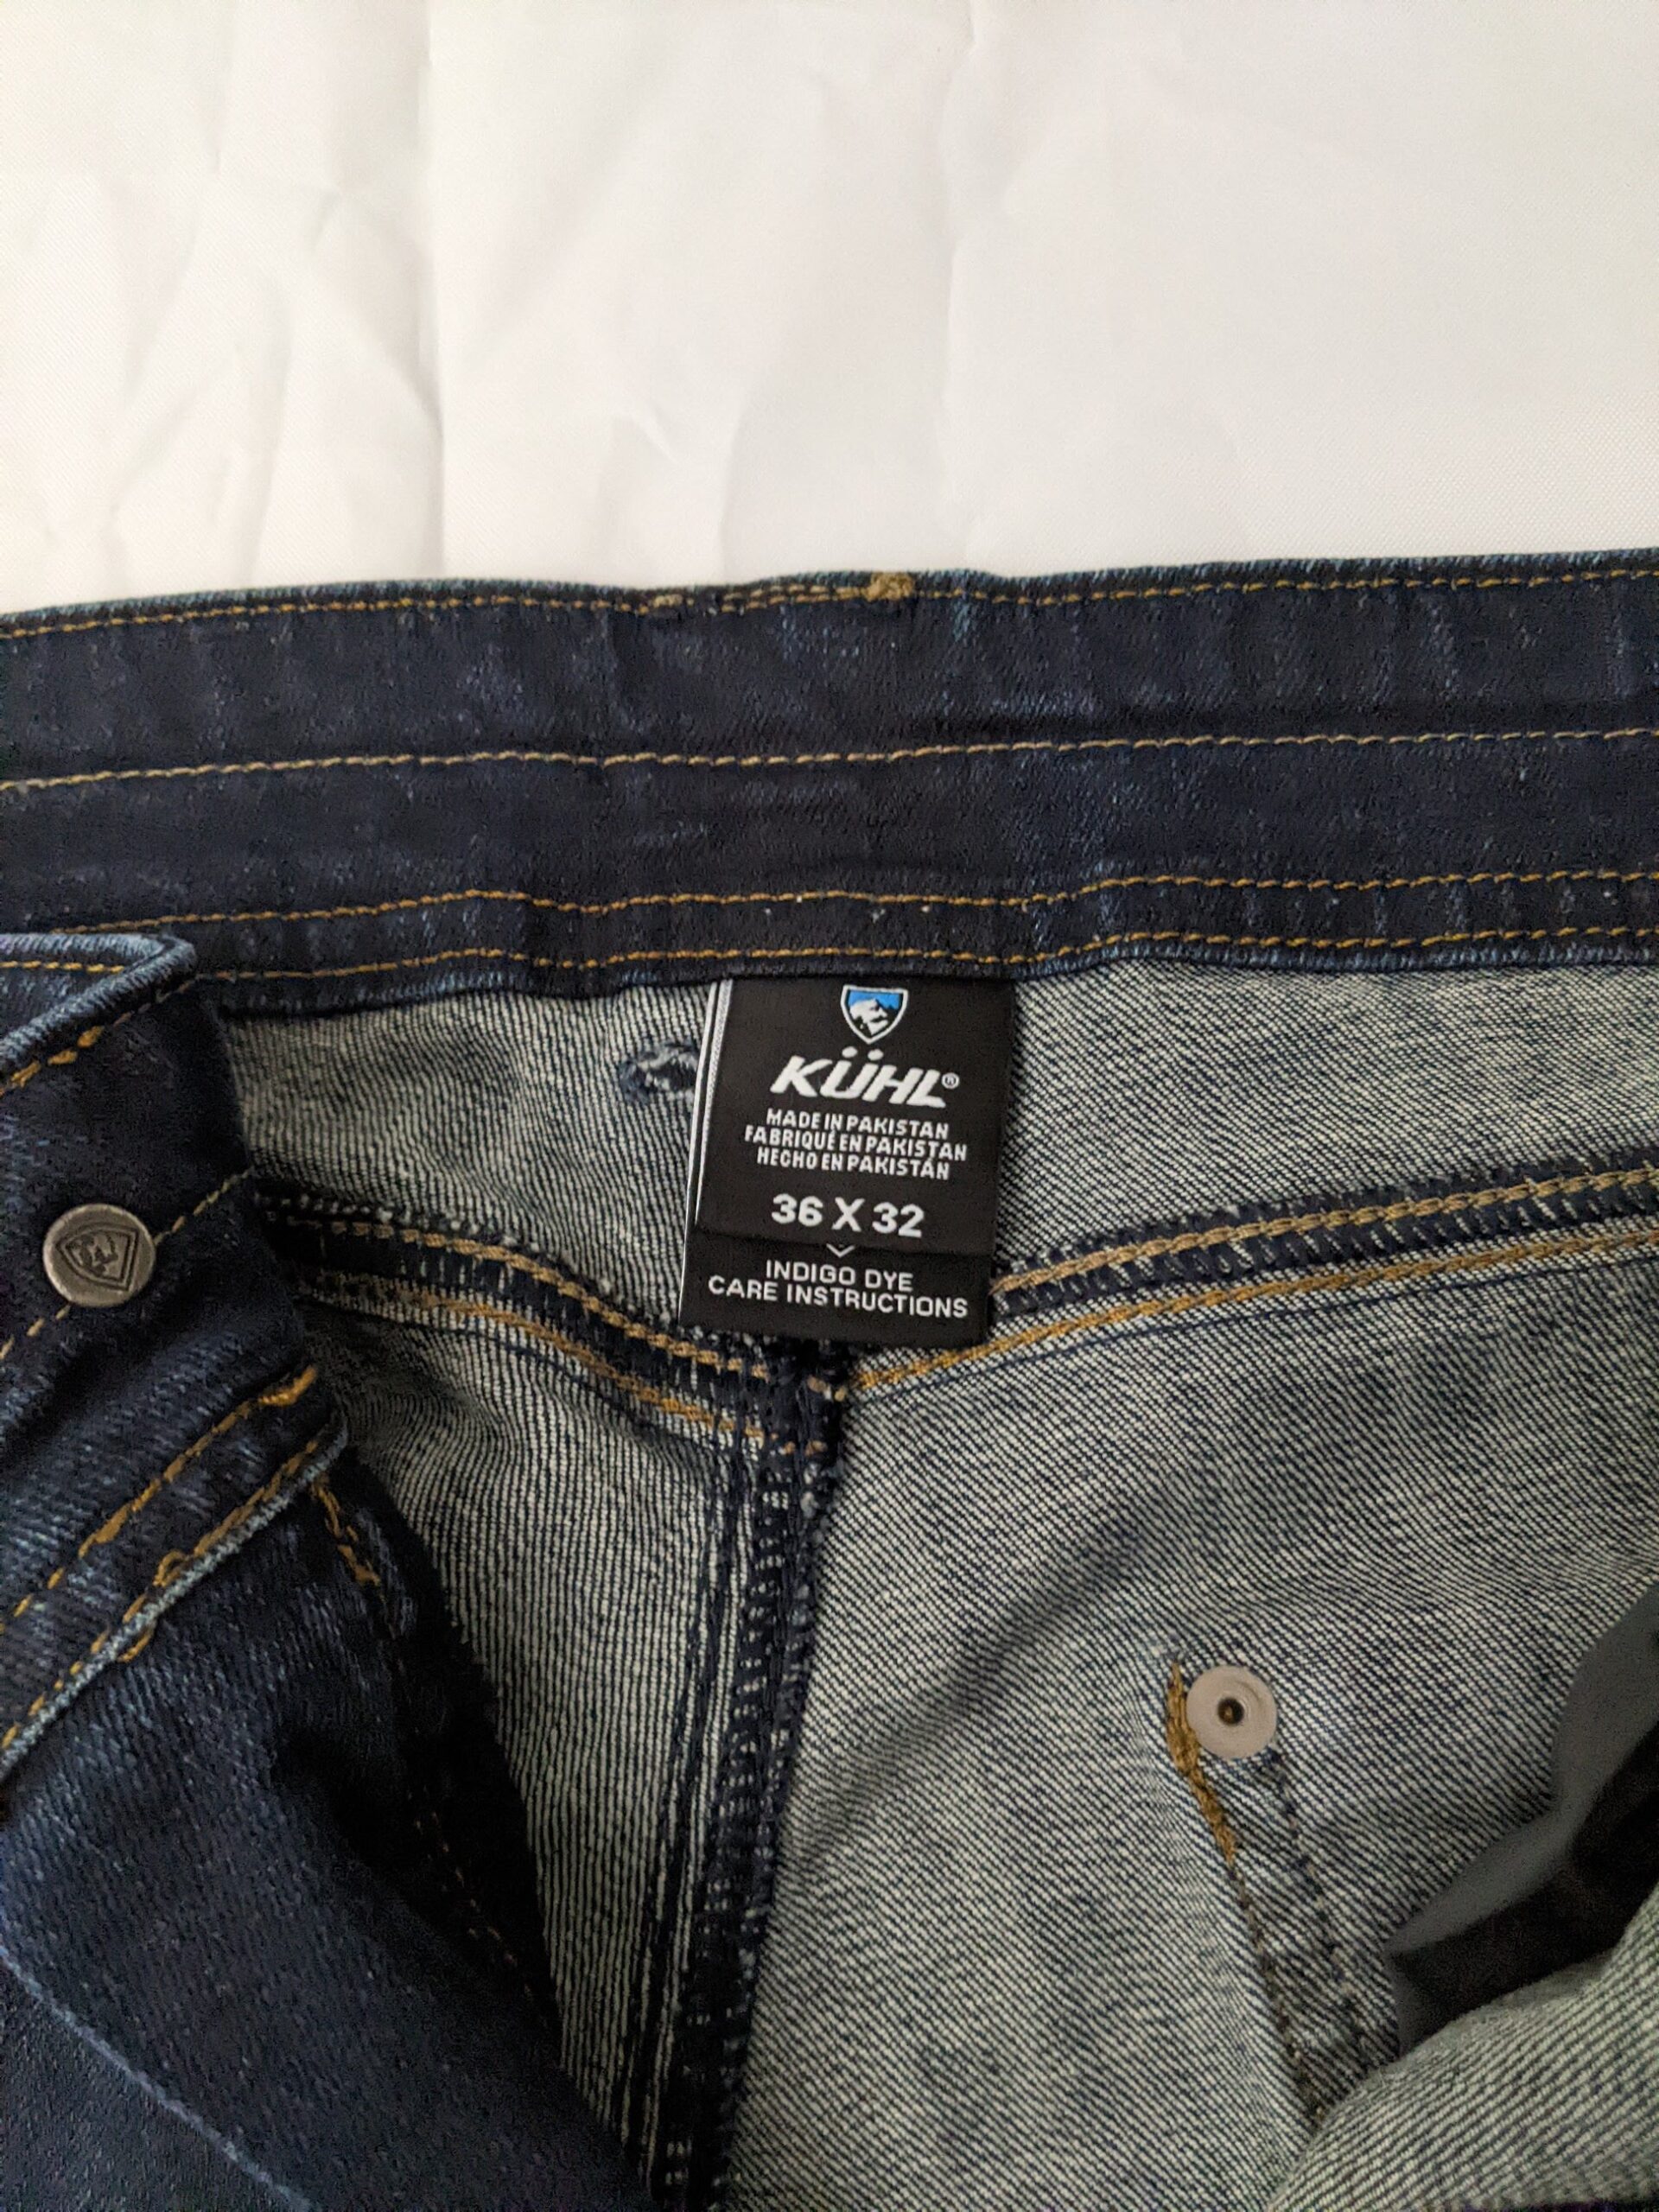 KÜHL®
MADE IN PAKISTAN
FABRIQUÉ EN PAKISTAN
HECHO EN PAKISTÁN
36 X 32
INDIGO DYE
CARE INSTRUCTIONS